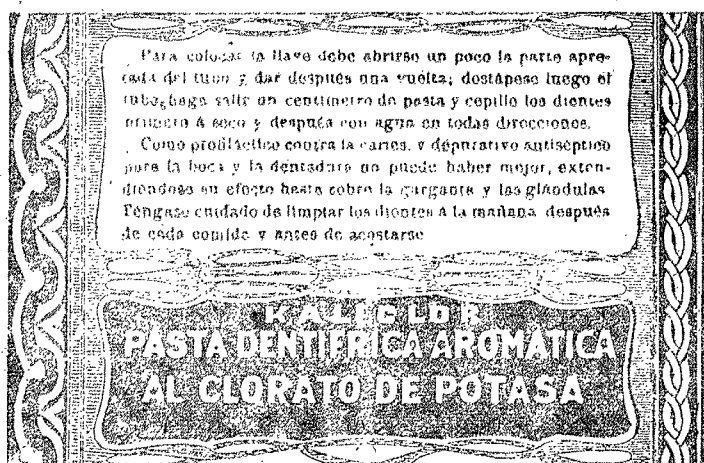 Para colocar la llave debe abrirse un poco la parte apre-
tada del tubo y dar después una vuelta; destápese luego el
tubo, haga salir un centímetro de pasta y cepille los dientes
primero á seco y después con agua en todas direcciones.
Como profiláctico contra la caries, y depurativo antiséptico
para la boca y la dentadura no puede haber mejor, exten-
diéndose su efecto hasta sobre la garganta y las glándulas
Téngase cuidado de limpiar los dientes á la mañana después
de cada comida y antes de acostarse
KALICLOR
PASTA DENTIFRICA AROMATICA
AL CLORATO DE POTASA